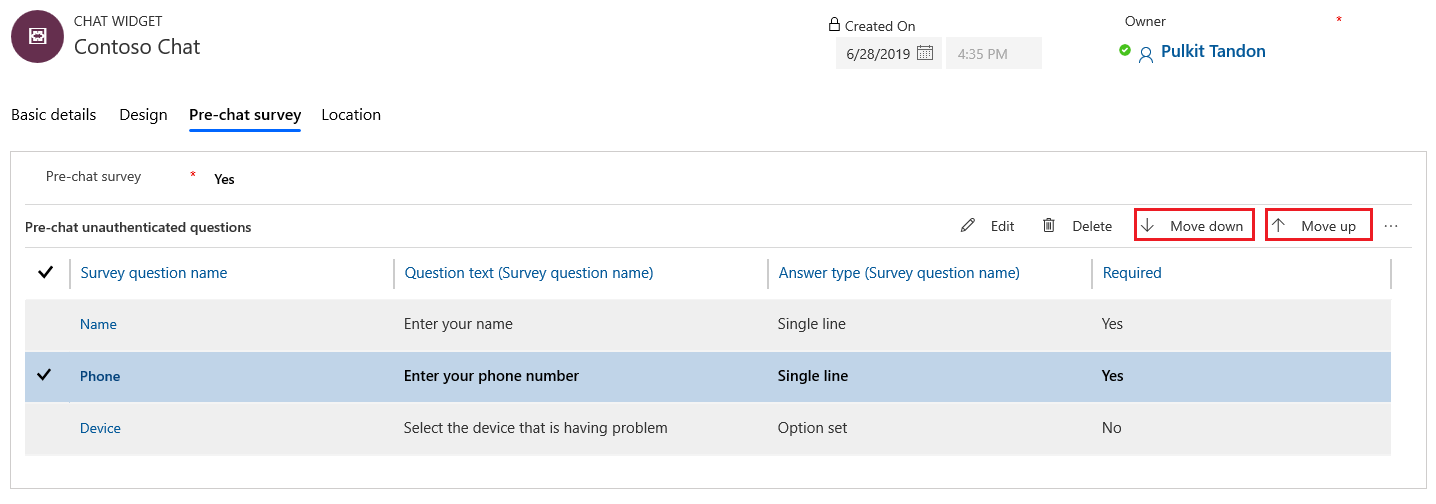 CHAT WIDGET
Contoso Chat
Created On
6/28/2019 4:35 PM
Owner *
Pulkit Tandon
Basic details Design Pre-chat survey Location
Pre-chat survey * Yes
Pre-chat unauthenticated questions Edit Delete Move down Move up ...
Survey question name Question text (Survey question name) Answer type (Survey question name) Required
Name Enter your name Single line Yes
Phone Enter your phone number Single line Yes
Device Select the device that is having problem Option set No